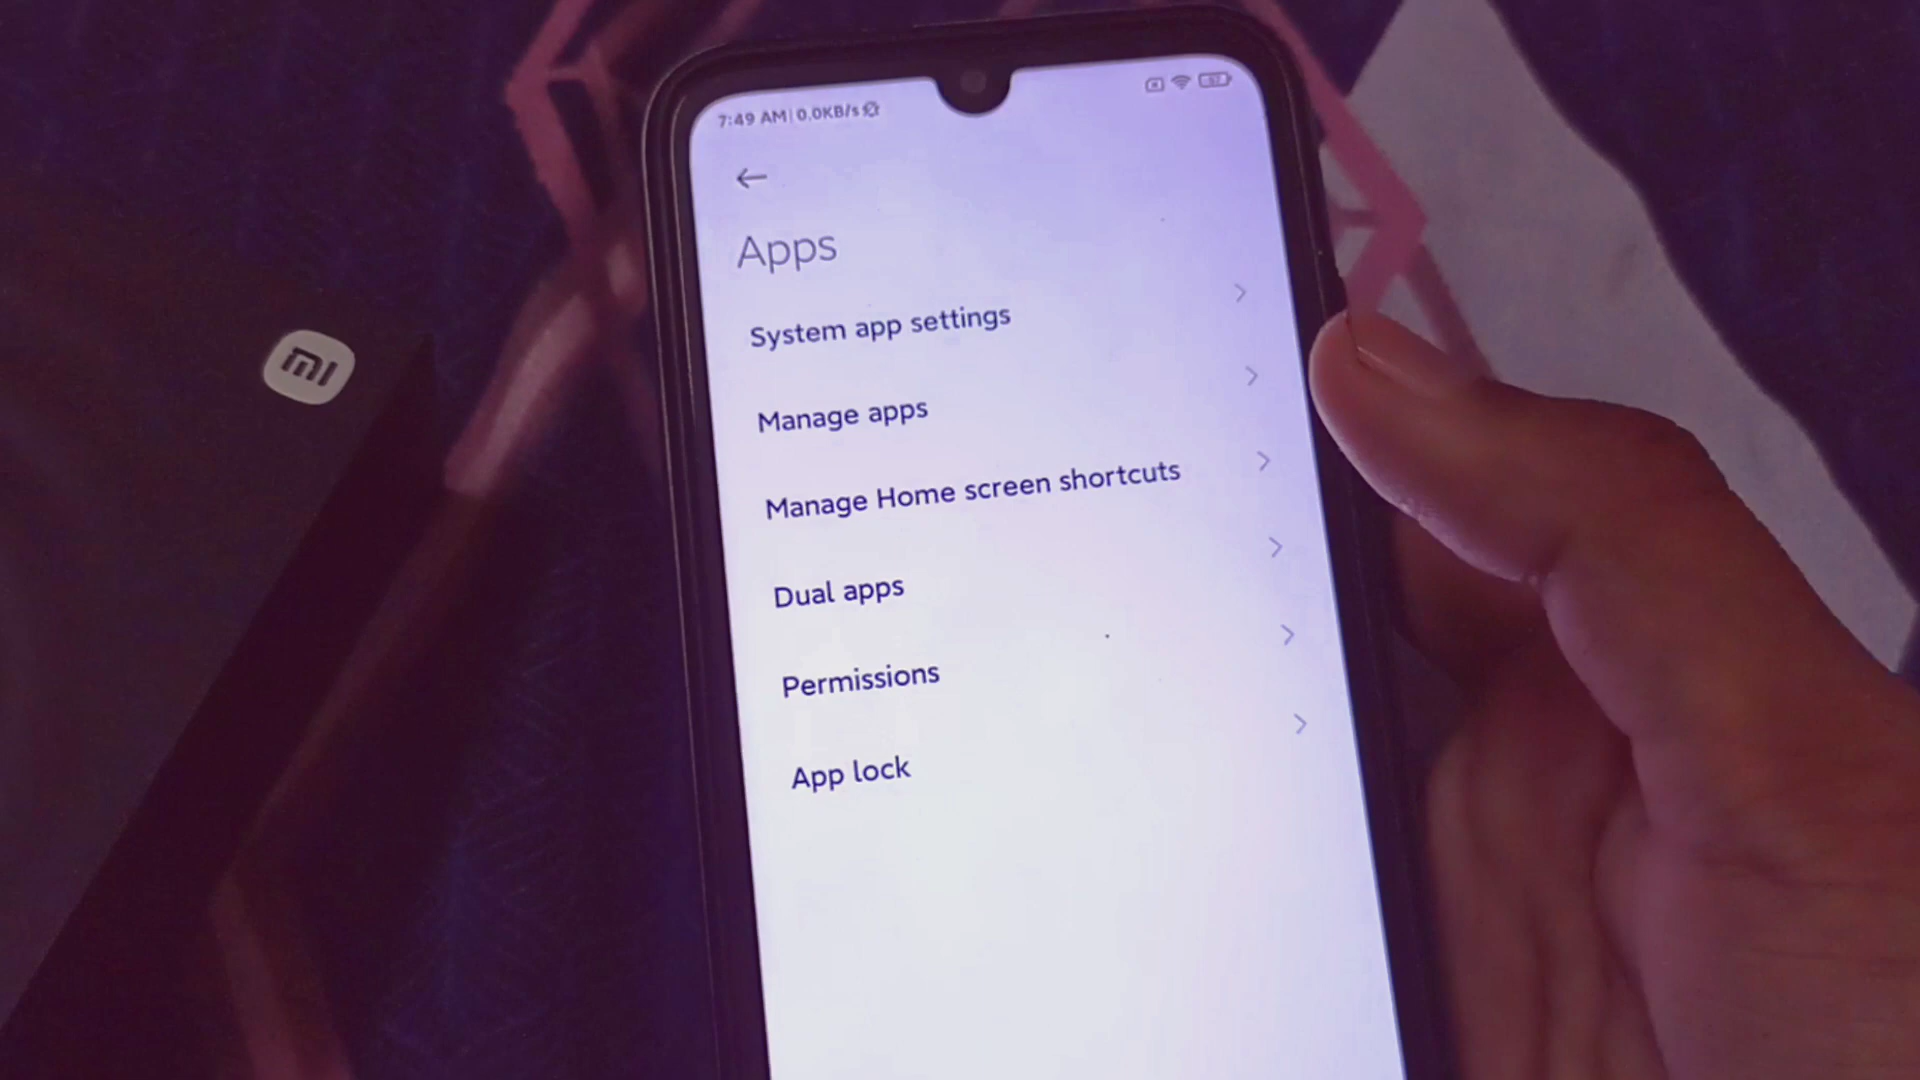 7:49 AM | 0.0KB/s
Apps
System app settings
Manage apps
Manage Home screen shortcuts
Dual apps
Permissions
App lock
mi